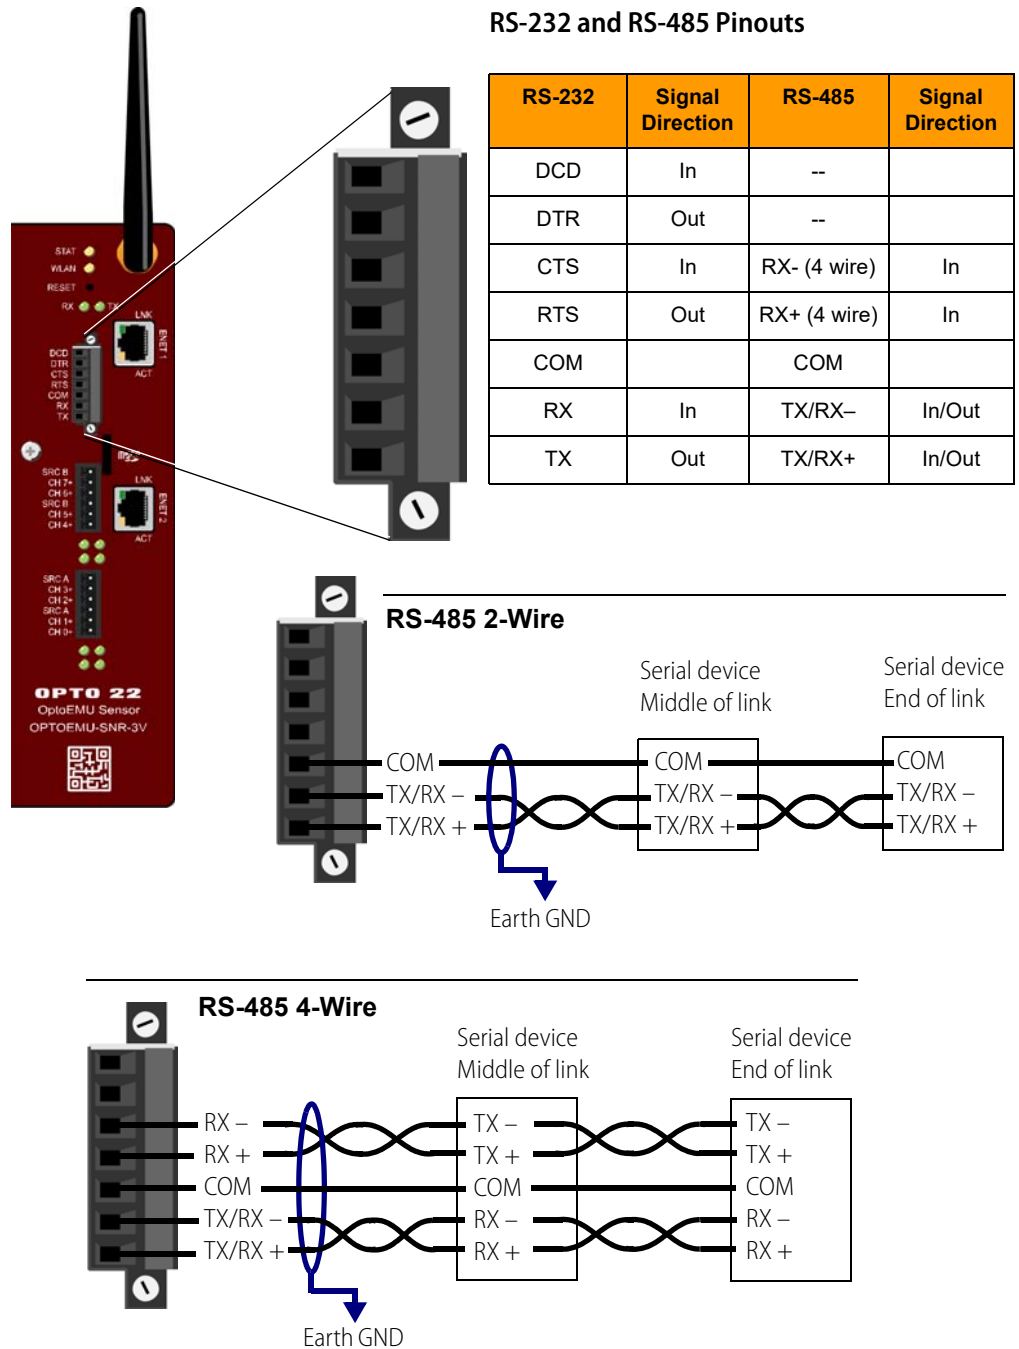 RS-232 and RS-485 Pinouts
RS-232 Signal Direction RS-485 Signal Direction
DCD In --
DTR Out --
CTS In RX- (4 wire) In
RTS Out RX+ (4 wire) In
COM COM
RX In TX/RX– In/Out
TX Out TX/RX+ In/Out
STAT
WLAN
RESET
RX TX
LNK
ENET 1
ACT
DCD
DTR
CTS
RTS
COM
RX
TX
SRC B
CH 7+
CH 6+
SRC B
CH 5+
CH 4+
LNK
ENET 2
ACT
SRC A
CH 3+
CH 2+
SRC A
CH 1+
CH 0+
OPTO 22
OptoEMU Sensor
OPTOEMU-SNR-3V
RS-485 2-Wire
Serial device
Middle of link
Serial device
End of link
COM COM COM
TX/RX – TX/RX – TX/RX –
TX/RX + TX/RX + TX/RX +
Earth GND
RS-485 4-Wire
Serial device
Middle of link
Serial device
End of link
RX – TX – TX –
RX + TX + TX +
COM COM COM
TX/RX – RX – RX –
TX/RX + RX + RX +
Earth GND